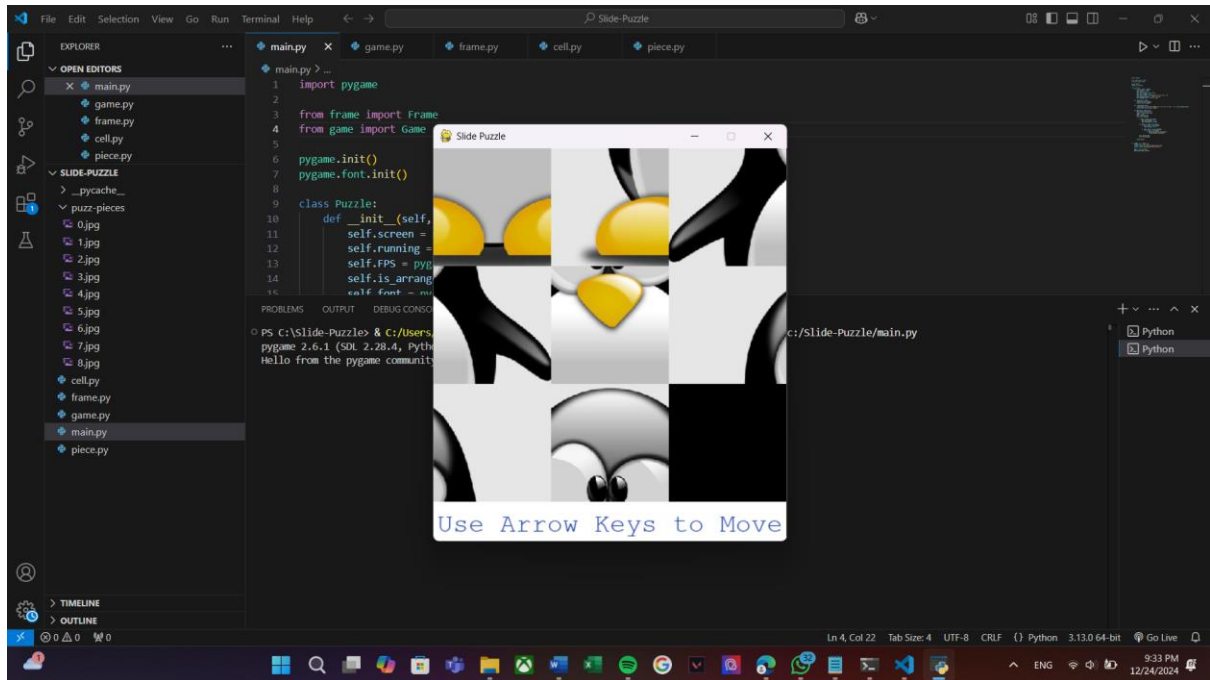 File Edit Selection View Go Run Terminal Help
Slide-Puzzle
EXPLORER
OPEN EDITORS
main.py
game.py
frame.py
cell.py
piece.py
SLIDE-PUZZLE
__pycache__
puzz-pieces
0.jpg
1.jpg
2.jpg
3.jpg
4.jpg
5.jpg
6.jpg
7.jpg
8.jpg
cell.py
frame.py
game.py
main.py
piece.py
TIMELINE
OUTLINE
main.py game.py frame.py cell.py piece.py
main.py > ...
1 import pygame
2
3 from frame import Frame
4 from game import Game
5
6 pygame.init()
7 pygame.font.init()
8
9 class Puzzle:
10 def __init__(self,
11 self.screen =
12 self.running =
13 self.FPS = pyg
14 self.is_arrang
15 self.font = py
PROBLEMS OUTPUT DEBUG CONSO
PS C:\Slide-Puzzle> & C:/Users c:/Slide-Puzzle/main.py
pygame 2.6.1 (SDL 2.28.4, Pyth
Hello from the pygame communit
Python
Python
Slide Puzzle
Use Arrow Keys to Move
0 0 0 Ln 4, Col 22 Tab Size: 4 UTF-8 CRLF {} Python 3.13.0 64-bit Go Live
ENG 9:33 PM
12/24/2024